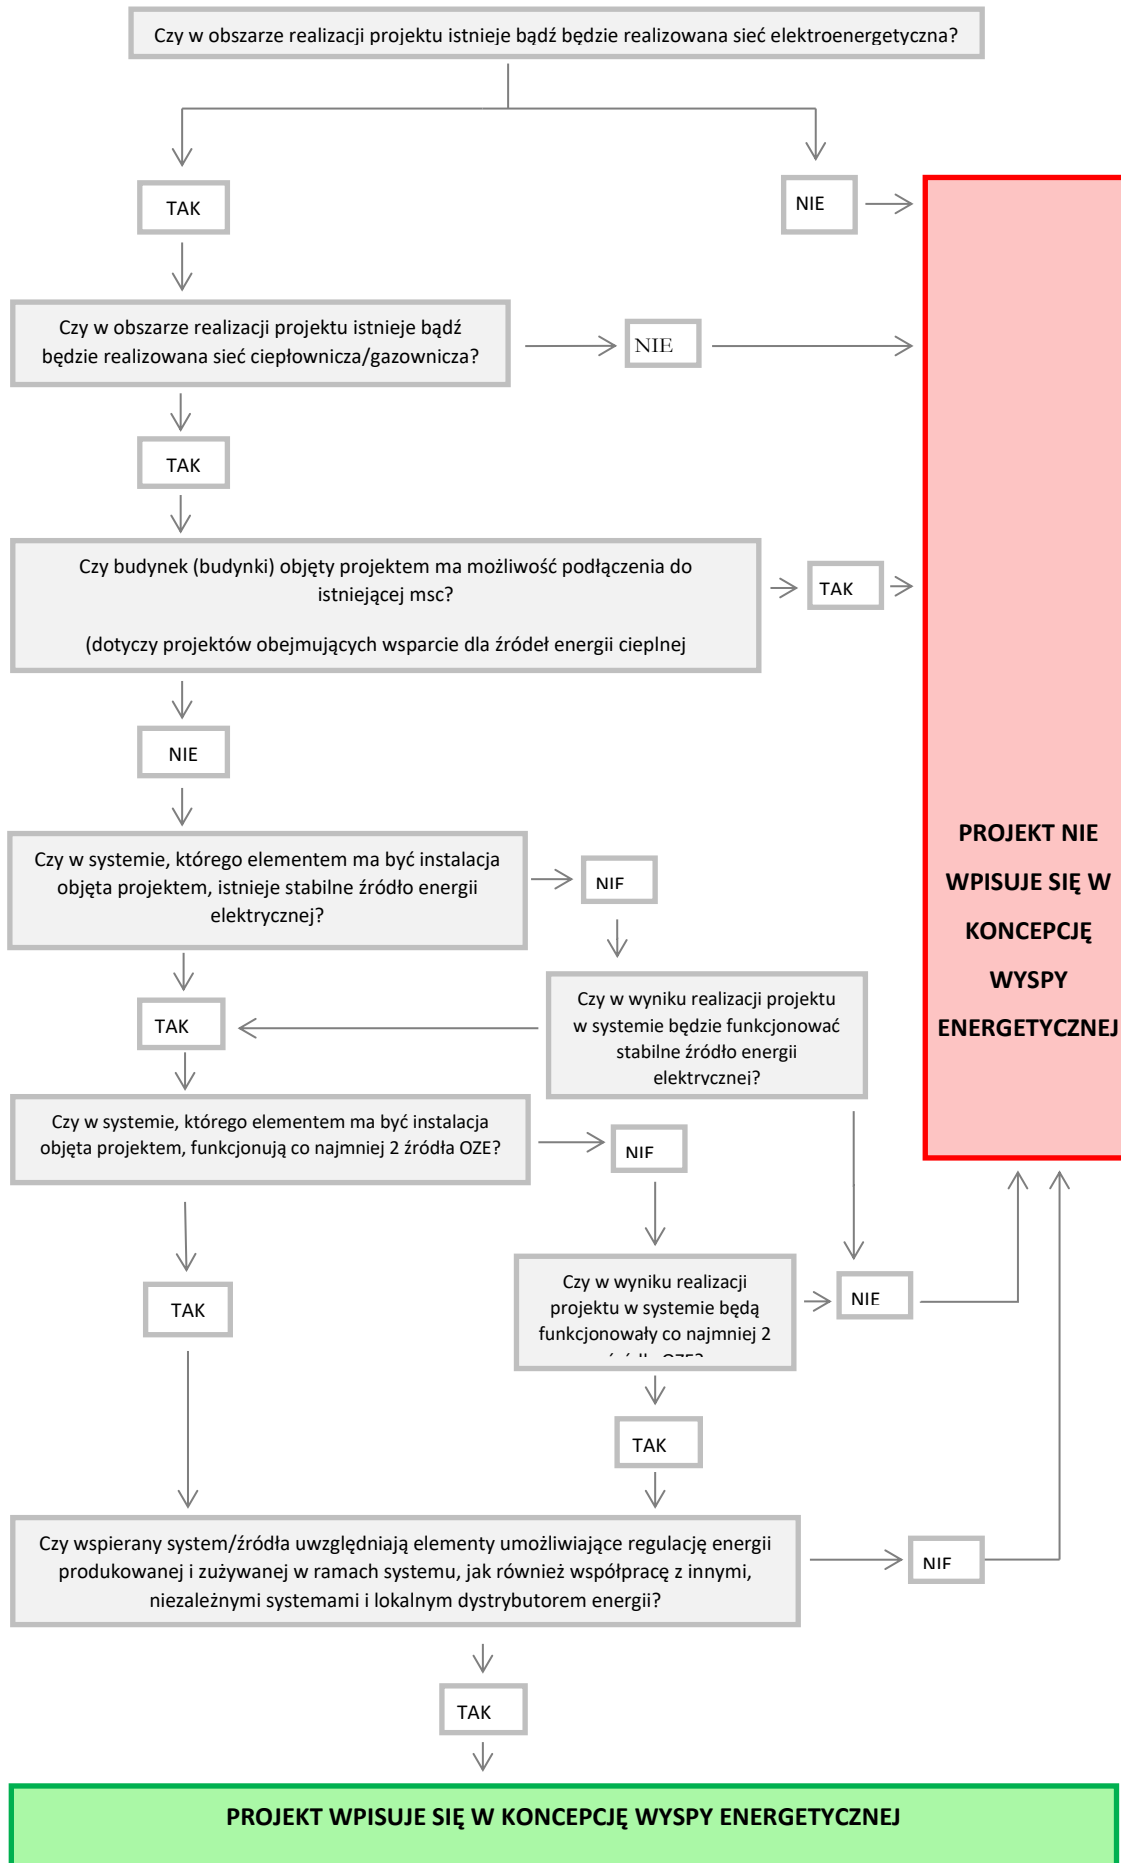 Czy w obszarze realizacji projektu istnieje bądź będzie realizowana sieć elektroenergetyczna?
TAK
NIE
Czy w obszarze realizacji projektu istnieje bądź
będzie realizowana sieć ciepłownicza/gazownicza?
NIE
TAK
Czy budynek (budynki) objęty projektem ma możliwość podłączenia do
istniejącej msc?
(dotyczy projektów obejmujących wsparcie dla źródeł energii cieplnej
TAK
NIE
Czy w systemie, którego elementem ma być instalacja
objęta projektem, istnieje stabilne źródło energii
elektrycznej?
NIE
TAK
Czy w wyniku realizacji projektu
w systemie będzie funkcjonować
stabilne źródło energii
elektrycznej?
Czy w systemie, którego elementem ma być instalacja
objęta projektem, funkcjonują co najmniej 2 źródła OZE?
NIE
TAK
Czy w wyniku realizacji
projektu w systemie będą
funkcjonowały co najmniej 2
źródła OZE?
NIE
TAK
Czy wspierany system/źródła uwzględniają elementy umożliwiające regulację energii
produkowanej i zużywanej w ramach systemu, jak również współpracę z innymi,
niezależnymi systemami i lokalnym dystrybutorem energii?
NIE
TAK
PROJEKT NIE
WPISUJE SIĘ W
KONCEPCJĘ
WYSPY
ENERGETYCZNEJ
PROJEKT WPISUJE SIĘ W KONCEPCJĘ WYSPY ENERGETYCZNEJ